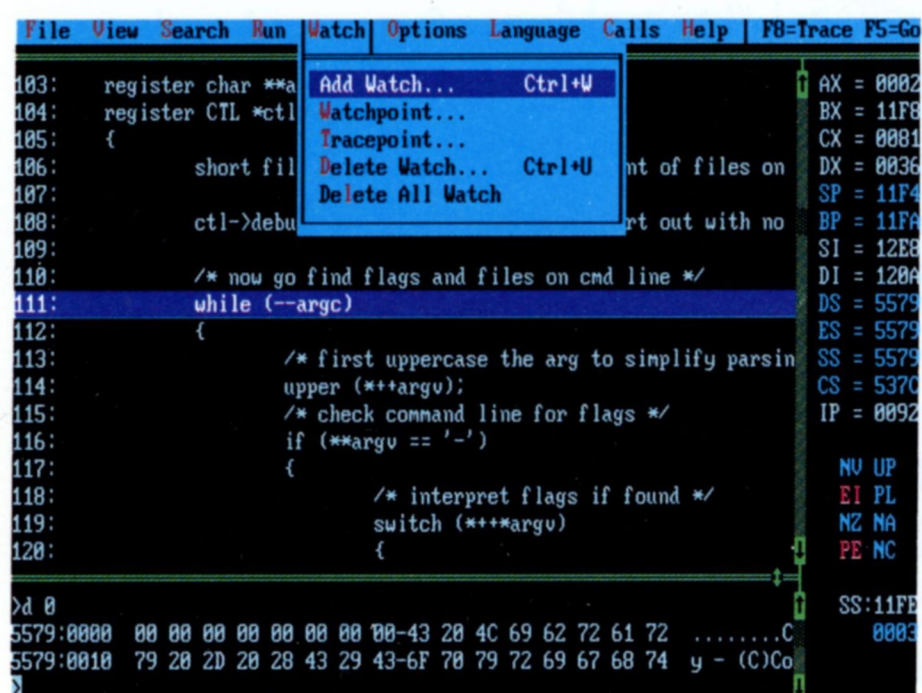 File View Search Run Watch Options Language Calls Help | F8=Trace F5=Go
Add Watch... Ctrl+W
Watchpoint...
Tracepoint...
Delete Watch... Ctrl+U
Delete All Watch
103: register char **a
104: register CTL *ctl
105: {
106: short fil nt of files on
107:
108: ctl->debu rt out with no
109:
110: /* now go find flags and files on cmd line */
111: while (--argc)
112: {
113: /* first uppercase the arg to simplify parsin
114: upper (*++argv);
115: /* check command line for flags */
116: if (**argv == '-')
117: {
118: /* interpret flags if found */
119: switch (*++*argv)
120: {
AX = 0002
BX = 11F8
CX = 0081
DX = 0036
SP = 11F4
BP = 11FA
SI = 12E8
DI = 120A
DS = 5579
ES = 5579
SS = 5579
CS = 537C
IP = 0092
NV UP
EI PL
NZ NA
PE NC
SS:11FE
0003
>d 0
5579:0000 00 00 00 00 00 00 00 00-43 20 4C 69 62 72 61 72 ........C
5579:0010 79 20 2D 20 28 43 29 43-6F 70 79 72 69 67 68 74 y - (C)Co
>